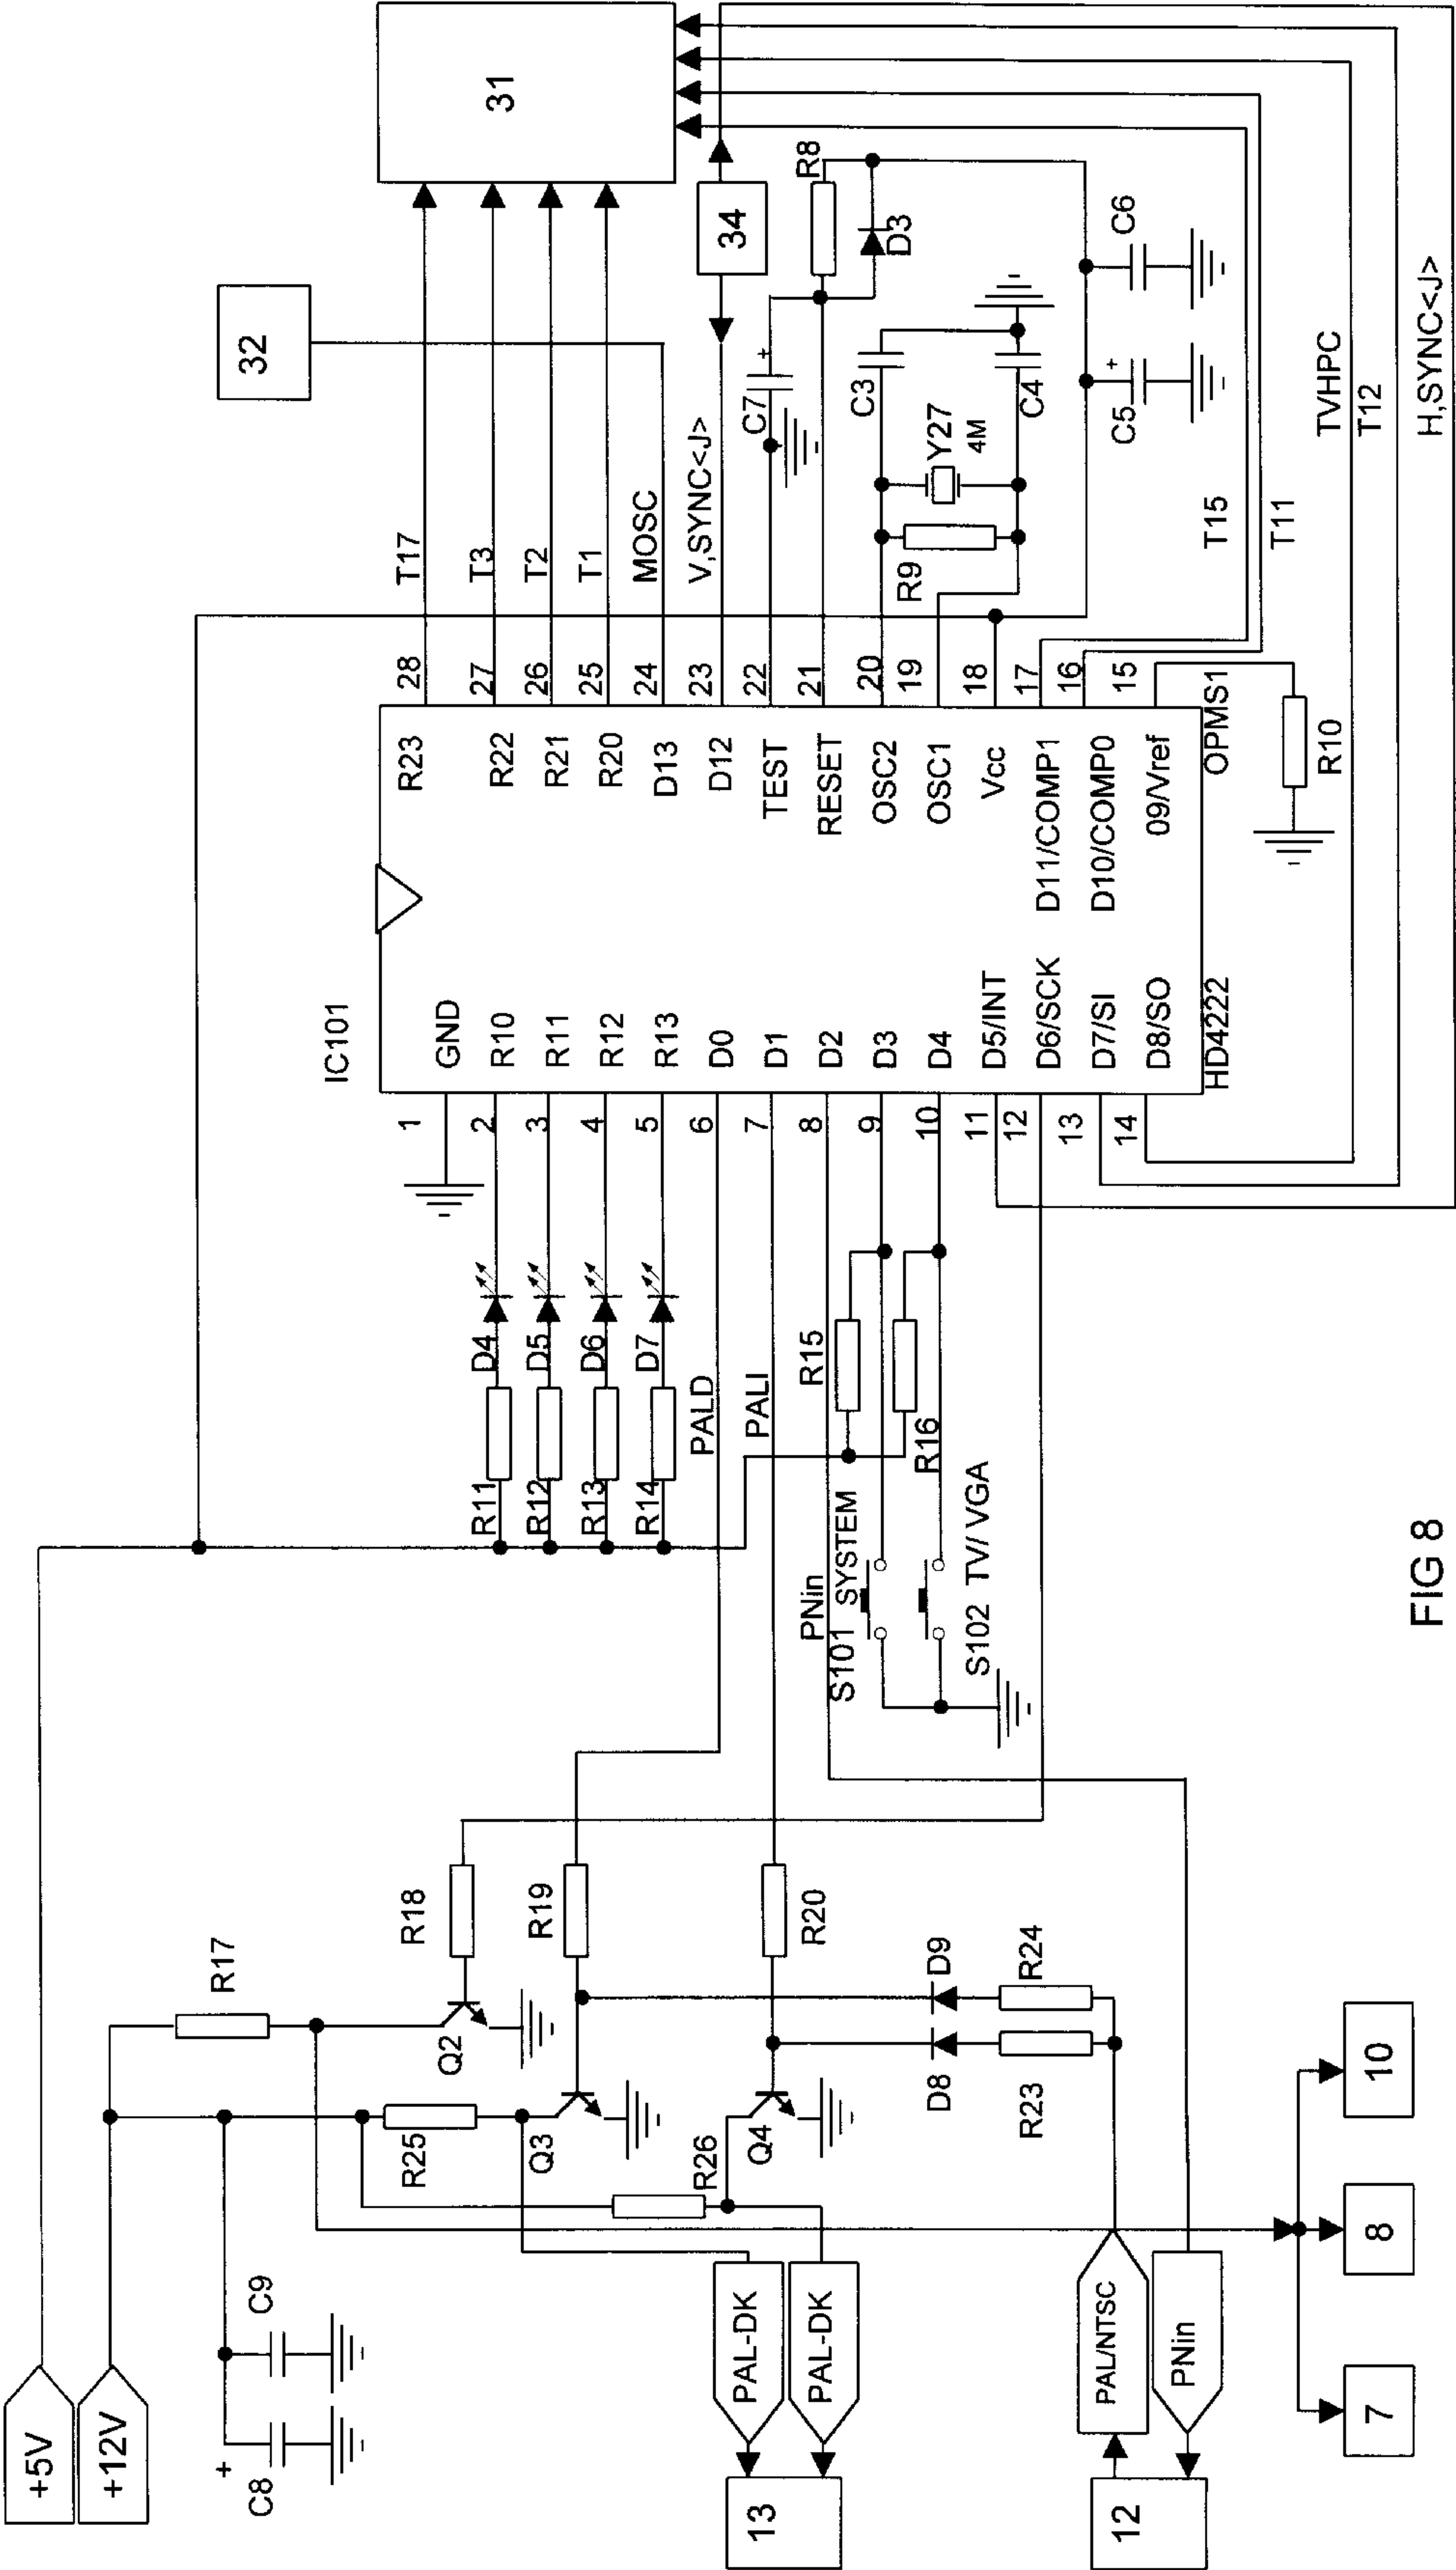 +5V
+12V
C8
+
C9
R17
R18
Q2
R25
Q3
R19
R26
Q4
R20
D8
D9
R23
R24
PAL-DK
PAL-DK
13
PAL/NTSC
PNin
12
7
8
10
IC101
R11
R12
R13
R14
D4
D5
D6
D7
PALD
PALI
PNin
S101 SYSTEM
S102 TV/VGA
R15
R16
1
2
3
4
5
6
7
8
9
10
11
12
13
14
GND
R10
R11
R12
R13
D0
D1
D2
D3
D4
D5/INT
D6/SCK
D7/SI
D8/SO
HD4222
R23
R22
R21
R20
D13
D12
TEST
RESET
OSC2
OSC1
Vcc
D11/COMP1
D10/COMP0
09/Vref
OPMS1
28
27
26
25
24
23
22
21
20
19
18
17
16
15
T17
T3
T2
T1
MOSC
V,SYNC<J>
31
32
34
C7
+
R8
D3
C3
C4
Y27
4M
R9
C5
+
C6
R10
T15
T11
TVHPC
T12
H,SYNC<J>
FIG 8